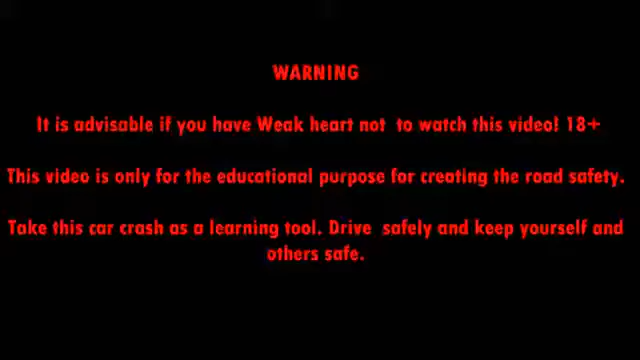 WARNING
It is advisable if you have Weak heart not  to watch this video! 18+
This video is only for the educational purpose for creating the road safety.
Take this car crash as a learning tool. Drive  safely and keep yourself and
others safe.